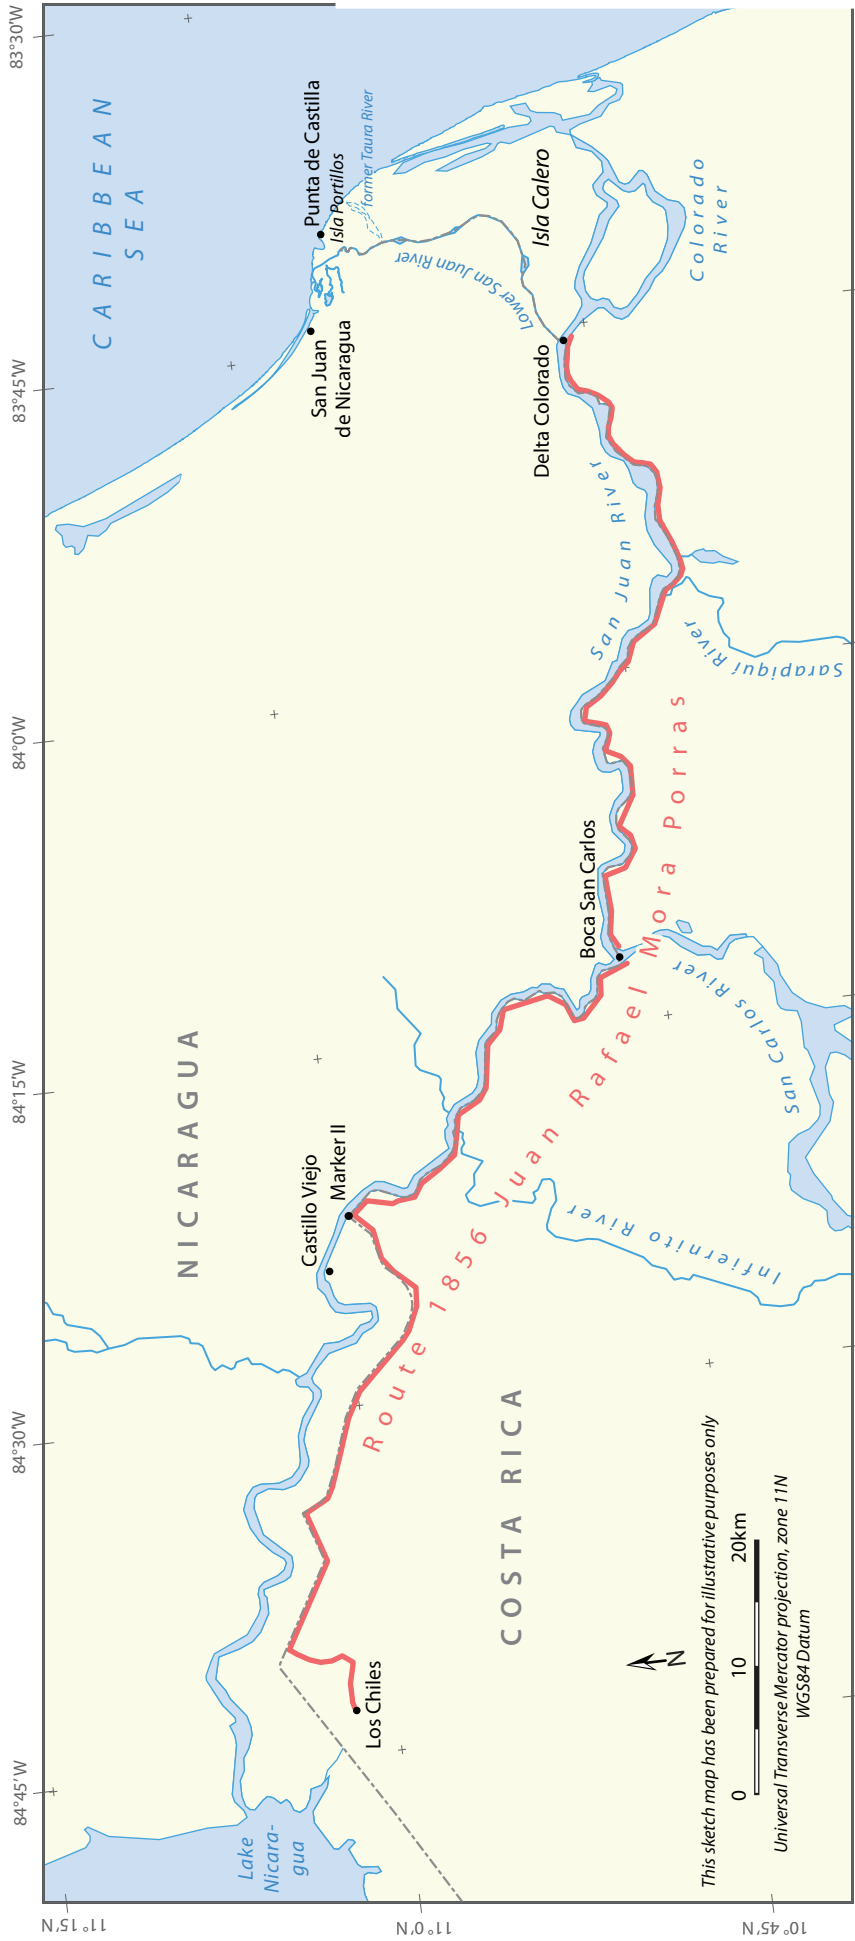 84°45' W
84°30'W
84°15'W
84°0'W
83°45'W
83°30'W
11°15'N
11°0'N
10°45'N
CARIBBEAN
SEA
NICARAGUA
COSTA RICA
Lake
Nicara-
gua
Castillo Viejo
Marker II
Los Chiles
San Juan
de Nicaragua
Punta de Castilla
Isla Portillos
former Taura River
Lower San Juan River
Isla Calero
Delta Colorado
Colorado
River
San Juan River
Boca San Carlos
Sarapiquí River
San Carlos River
Infiernito River
Route 1856 Juan Rafael Mora Porras
N
This sketch map has been prepared for illustrative purposes only
0 10 20km
Universal Transverse Mercator projection, zone 11N
WGS84 Datum